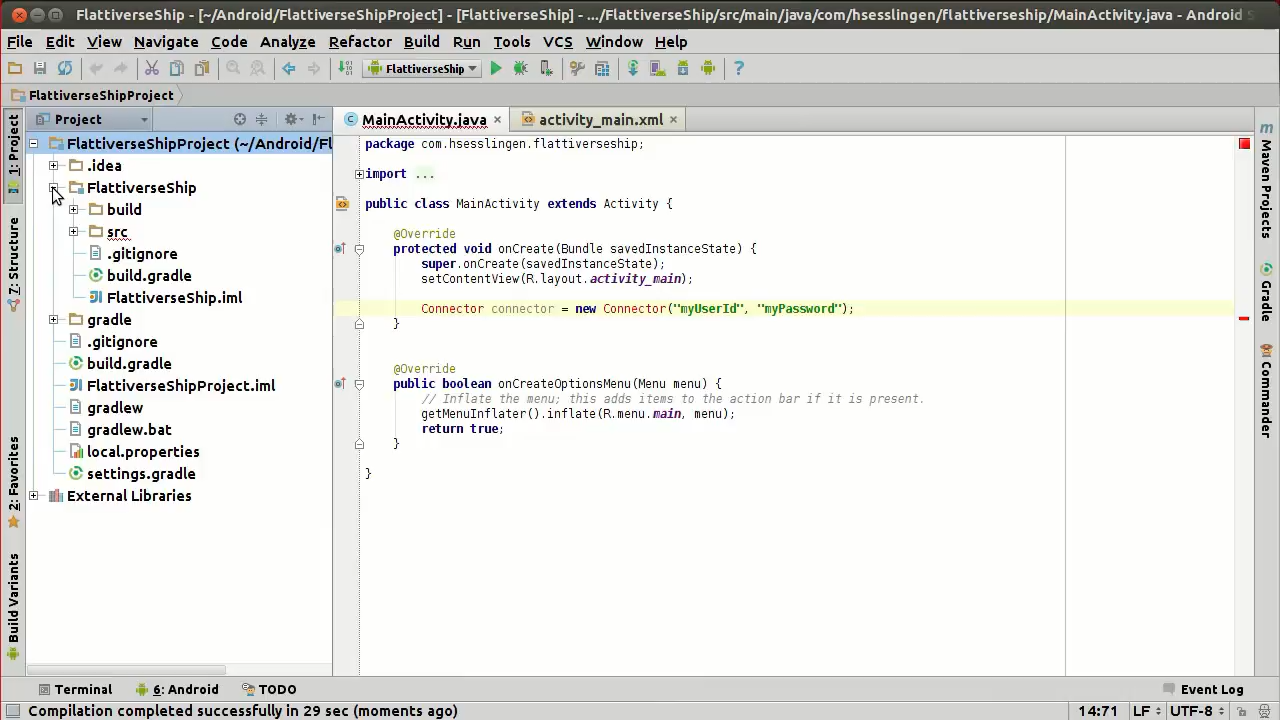 FlattiverseShip - [~/Android/FlattiverseShipProject] - [FlattiverseShip] - .../FlattiverseShip/src/main/java/com/hsesslingen/flattiverseship/MainActivity.java - Android S
File Edit View Navigate Code Analyze Refactor Build Run Tools VCS Window Help
FlattiverseShip
FlattiverseShipProject
1: Project
7: Structure
2: Favorites
Build Variants
Project
FlattiverseShipProject (~/Android/Fl
.idea
FlattiverseShip
build
src
.gitignore
build.gradle
FlattiverseShip.iml
gradle
.gitignore
build.gradle
FlattiverseShipProject.iml
gradlew
gradlew.bat
local.properties
settings.gradle
External Libraries
MainActivity.java activity_main.xml
package com.hsesslingen.flattiverseship;
import ...
public class MainActivity extends Activity {
@Override
protected void onCreate(Bundle savedInstanceState) {
super.onCreate(savedInstanceState);
setContentView(R.layout.activity_main);
Connector connector = new Connector("myUserId", "myPassword");
}
@Override
public boolean onCreateOptionsMenu(Menu menu) {
// Inflate the menu; this adds items to the action bar if it is present.
getMenuInflater().inflate(R.menu.main, menu);
return true;
}
}
Maven Projects
Gradle
Commander
Terminal 6: Android TODO Event Log
Compilation completed successfully in 29 sec (moments ago) 14:71 LF UTF-8